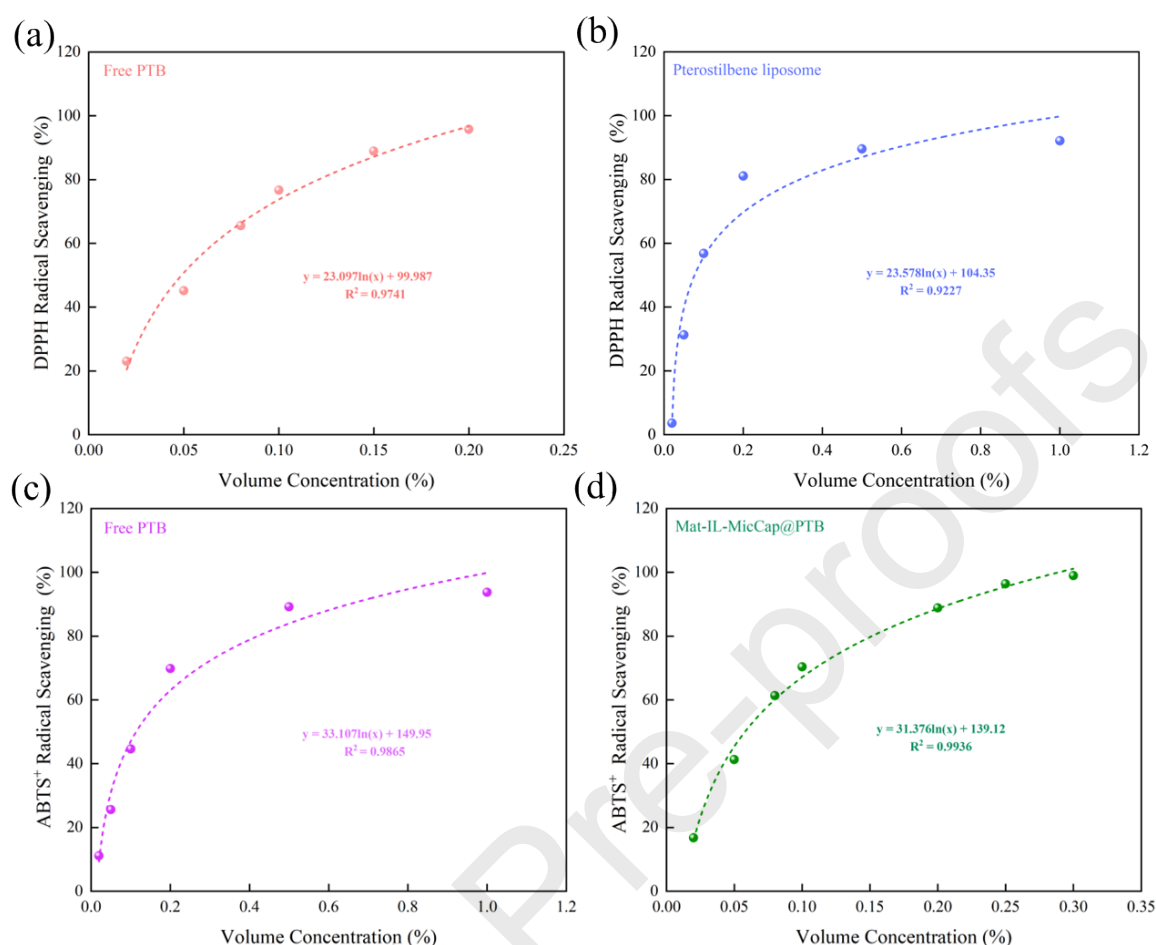 (a)
120
100
80
60
40
20
0
DPPH Radical Scavenging (%)
Free PTB
y = 23.097ln(x) + 99.987
R² = 0.9741
0.00 0.05 0.10 0.15 0.20 0.25
Volume Concentration (%)
(b)
120
100
80
60
40
20
0
DPPH Radical Scavenging (%)
Pterostilbene liposome
y = 23.578ln(x) + 104.35
R² = 0.9227
0.0 0.2 0.4 0.6 0.8 1.0 1.2
Volume Concentration (%)
(c)
120
100
80
60
40
20
0
ABTS⁺ Radical Scavenging (%)
Free PTB
y = 33.107ln(x) + 149.95
R² = 0.9865
0.0 0.2 0.4 0.6 0.8 1.0 1.2
Volume Concentration (%)
(d)
120
100
80
60
40
20
0
ABTS⁺ Radical Scavenging (%)
Mat-IL-MicCap@PTB
y = 31.376ln(x) + 139.12
R² = 0.9936
0.00 0.05 0.10 0.15 0.20 0.25 0.30 0.35
Volume Concentration (%)
Pre-proofs